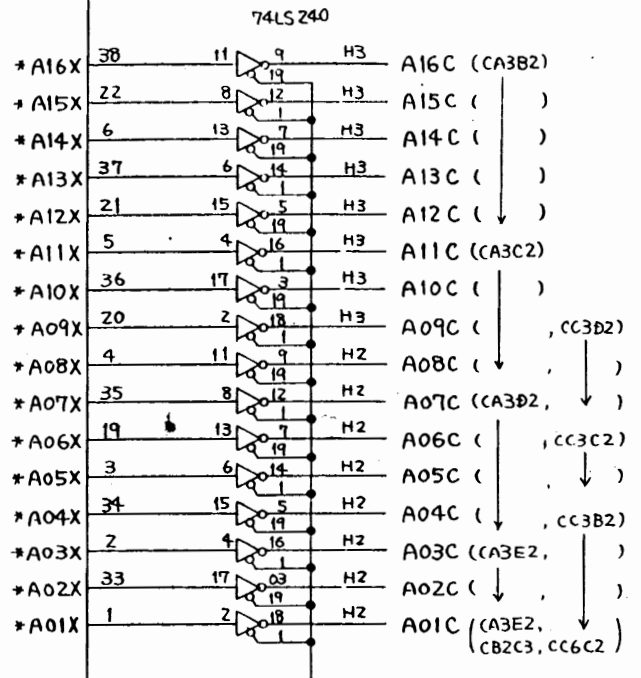 74LS240
*A16X 38 11 9 19 H3 A16C (CA3B2)
*A15X 22 8 12 1 H3 A15C ( )
*A14X 6 13 7 19 H3 A14C ( )
*A13X 37 6 14 1 H3 A13C ( )
*A12X 21 15 5 19 H3 A12C ( )
*A11X 5 4 16 1 H3 A11C (CA3C2)
*A10X 36 17 3 19 H3 A10C ( )
*A09X 20 2 18 1 H3 A09C ( , CC3D2)
*A08X 4 11 9 19 H2 A08C ( , )
*A07X 35 8 12 1 H2 A07C (CA3D2, )
*A06X 19 13 7 19 H2 A06C ( , CC3C2)
*A05X 3 6 14 1 H2 A05C (
*A04X 34 15 5 19 H2 A04C ( , CC3B2)
*A03X 2 4 16 1 H2 A03C (CA3E2, )
*A02X 33 17 03 19 H2 A02C ( , )
*A01X 1 2 18 1 H2 A01C (CA3E2,
CB2C3, CC6C2)